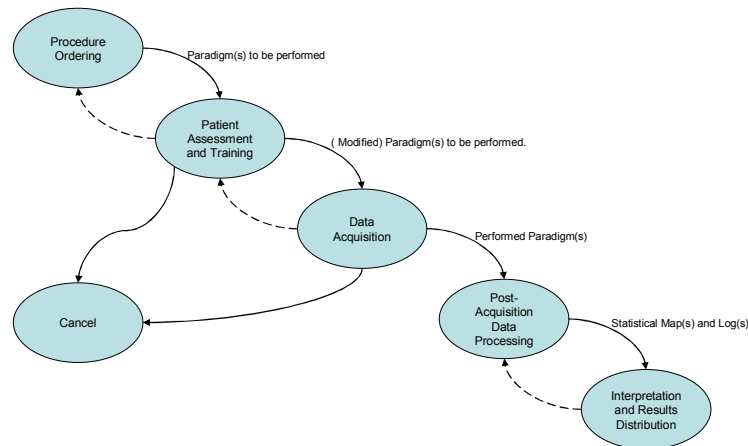 Procedure
Ordering
Paradigm(s) to be performed
Patient
Assessment
and Training
( Modified) Paradigm(s) to be performed.
Data
Acquisition
Performed Paradigm(s)
Cancel
Post-
Acquisition
Data
Processing
Statistical Map(s) and Log(s)
Interpretation
and Results
Distribution